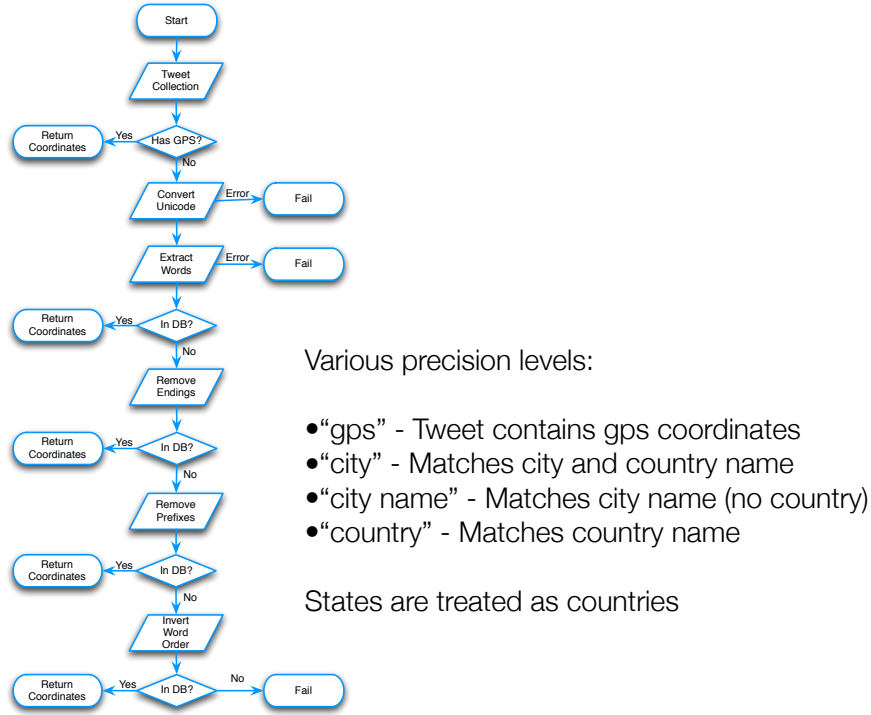 Start
Tweet
Collection
Has GPS?
Yes
Return
Coordinates
No
Convert
Unicode
Error
Fail
Extract
Words
Error
Fail
In DB?
Yes
Return
Coordinates
No
Remove
Endings
In DB?
Yes
Return
Coordinates
No
Remove
Prefixes
In DB?
Yes
Return
Coordinates
No
Invert
Word
Order
In DB?
Yes
Return
Coordinates
No
Fail
Various precision levels:
•“gps” - Tweet contains gps coordinates
•“city” - Matches city and country name
•“city name” - Matches city name (no country)
•“country” - Matches country name
States are treated as countries